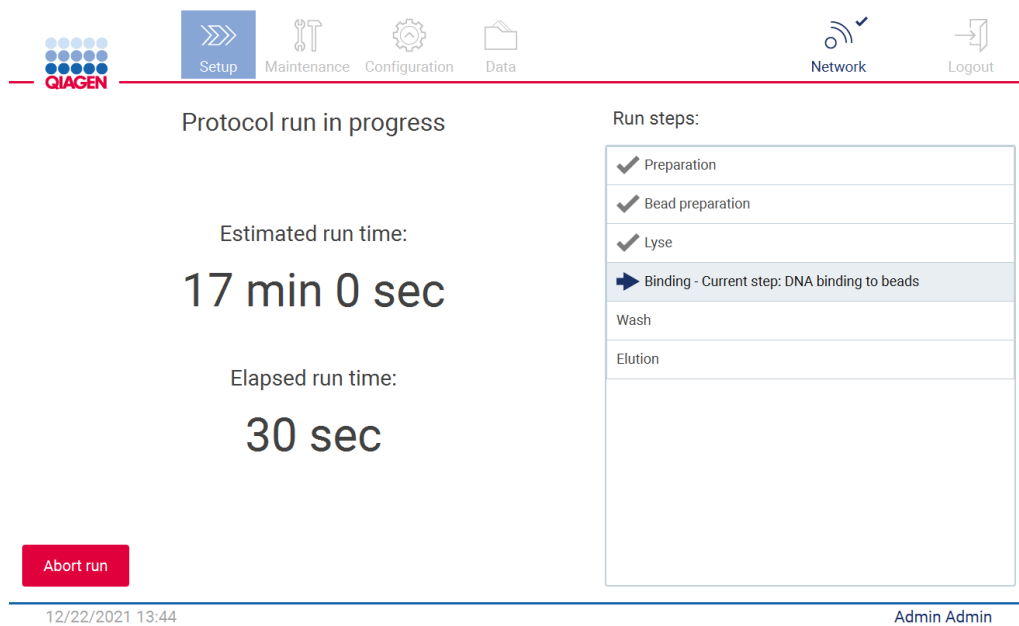 QIAGEN
Setup
Maintenance
Configuration
Data
Network
Logout
Protocol run in progress
Estimated run time:
17 min 0 sec
Elapsed run time:
30 sec
Abort run
Run steps:
Preparation
Bead preparation
Lyse
Binding - Current step: DNA binding to beads
Wash
Elution
12/22/2021 13:44
Admin Admin